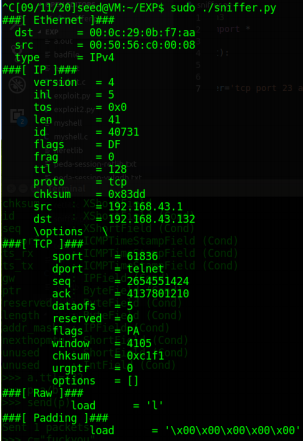 ^C[09/11/20]seed@VM:~/EXP$ sudo ./sniffer.py
###[ Ethernet ]###
dst = 00:0c:29:0b:f7:aa
src = 00:50:56:c0:00:08
type = IPv4
###[ IP ]###
version = 4
ihl = 5
tos = 0x0
len = 41
id = 40731
flags = DF
frag = 0
ttl = 128
proto = tcp
chksum = 0x83dd
src = 192.168.43.1
dst = 192.168.43.132
\options \
###[ TCP ]###
sport = 61836
dport = telnet
seq = 2654551424
ack = 4137801210
dataofs = 5
reserved = 0
flags = PA
window = 4105
chksum = 0xc1f1
urgptr = 0
options = []
###[ Raw ]###
load = 'l'
###[ Padding ]###
load = '\x00\x00\x00\x00\x00'